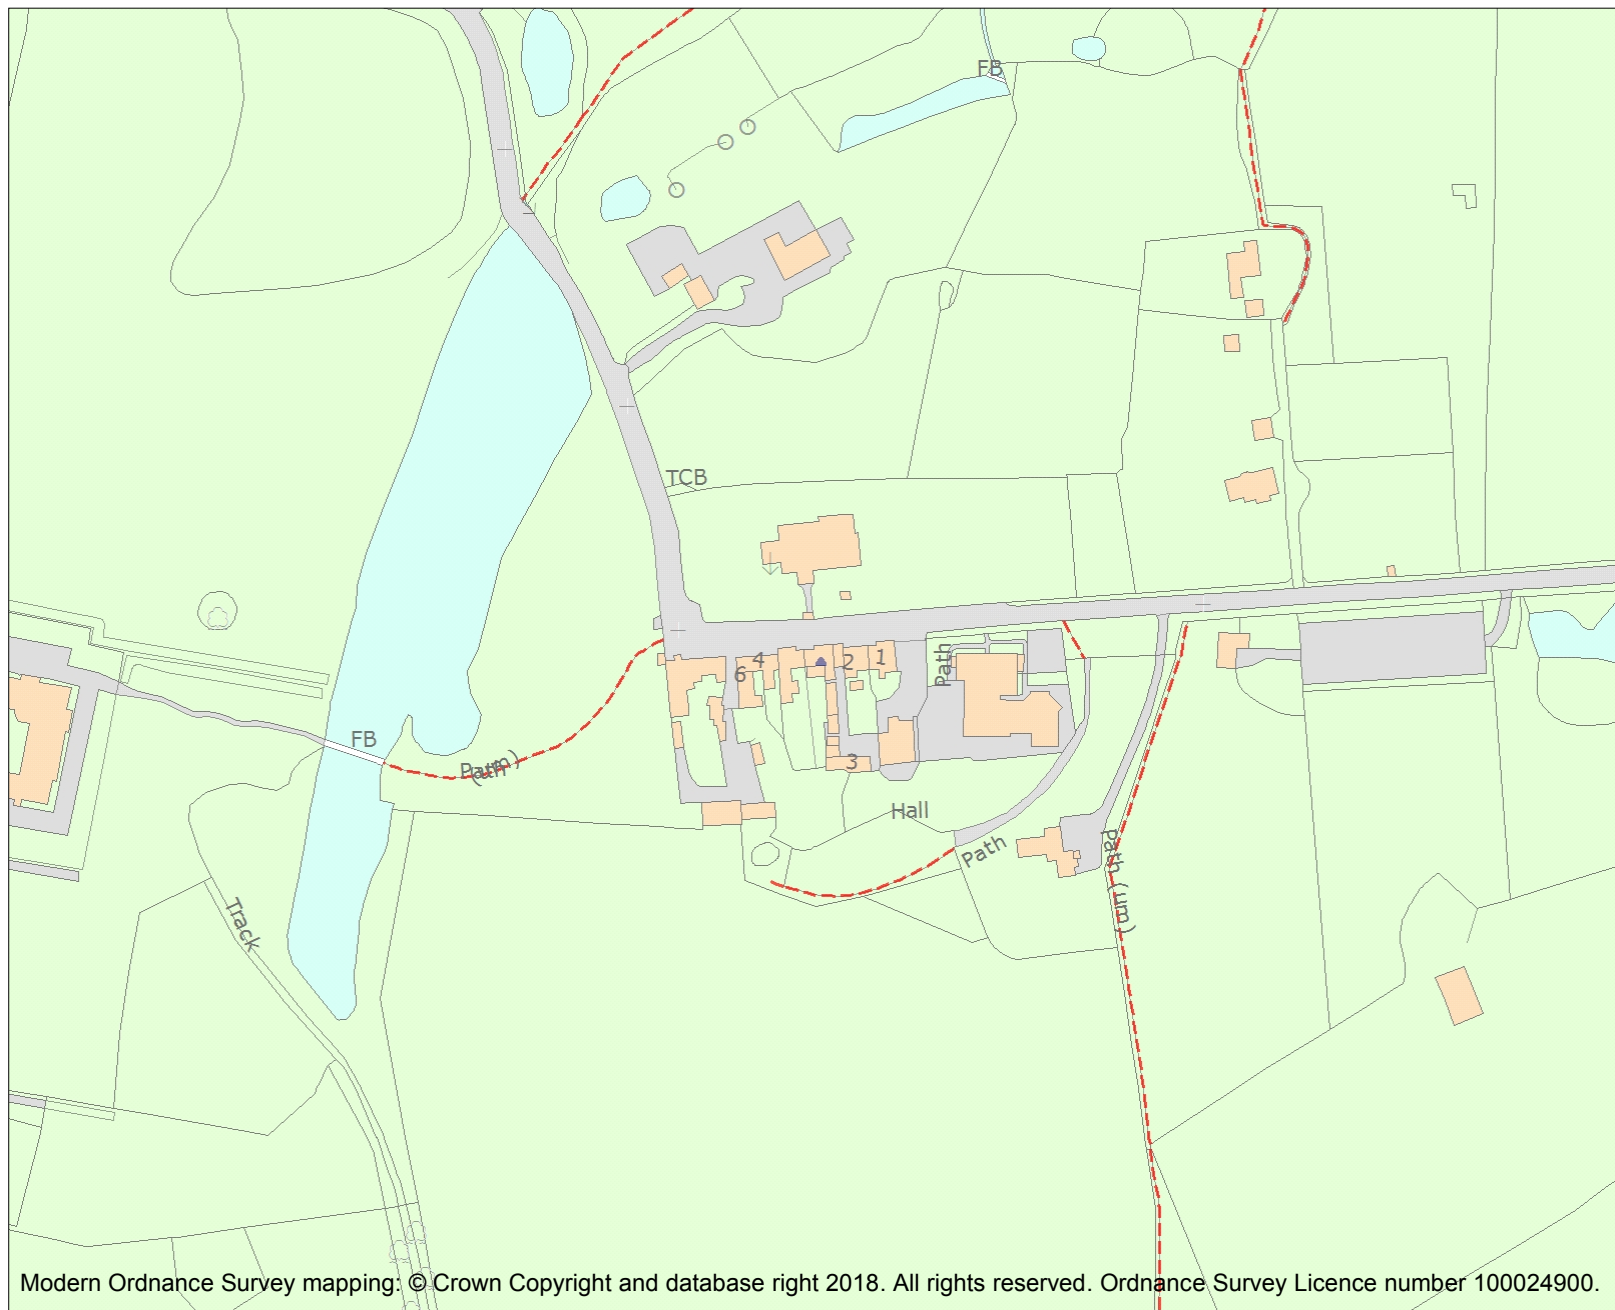 FB
TCB
4
2
1
6
Path
FB
Path (um)
3
Hall
Path
Path (um)
Track
Modern Ordnance Survey mapping: © Crown Copyright and database right 2018. All rights reserved. Ordnance Survey Licence number 100024900.